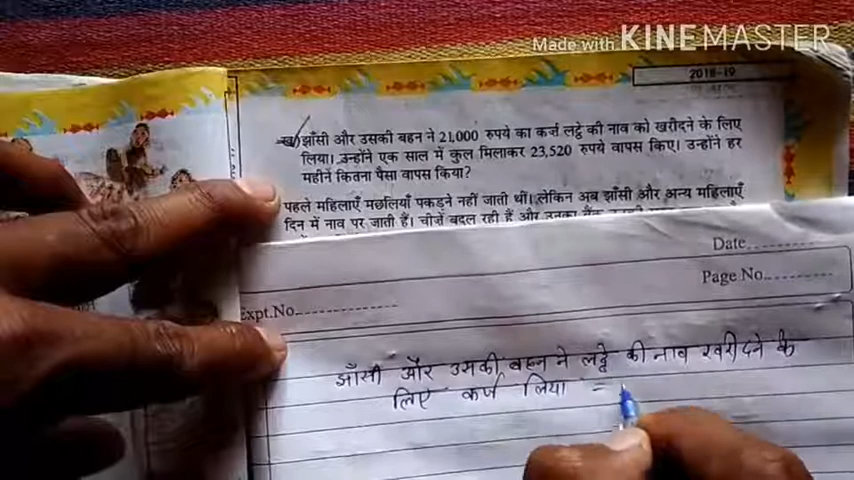 Made with KINEMASTER
2018-19
ख) झाँसी और उसकी बहन ने 21,000 रुपये का कर्ज़ा लट्ठे की नाव को खरीदने के लिए
लिया। उन्होंने एक साल में कुल मिलाकर 23,520 रुपये वापस किए। उन्होंने हर
महीने कितना पैसा वापस किया?
पहले महिलाएँ मछलियाँ पकड़ने नहीं जाती थीं। लेकिन अब झाँसी और अन्य महिलाएँ
दिन में नाव पर जाती हैं। चीज़ें बदल रही हैं और उनका बैंक
Date
Page No.
Expt. No.
झाँसी और उसकी बहन ने लट्ठे की नाव खरीदने के
लिए कर्ज लिया =